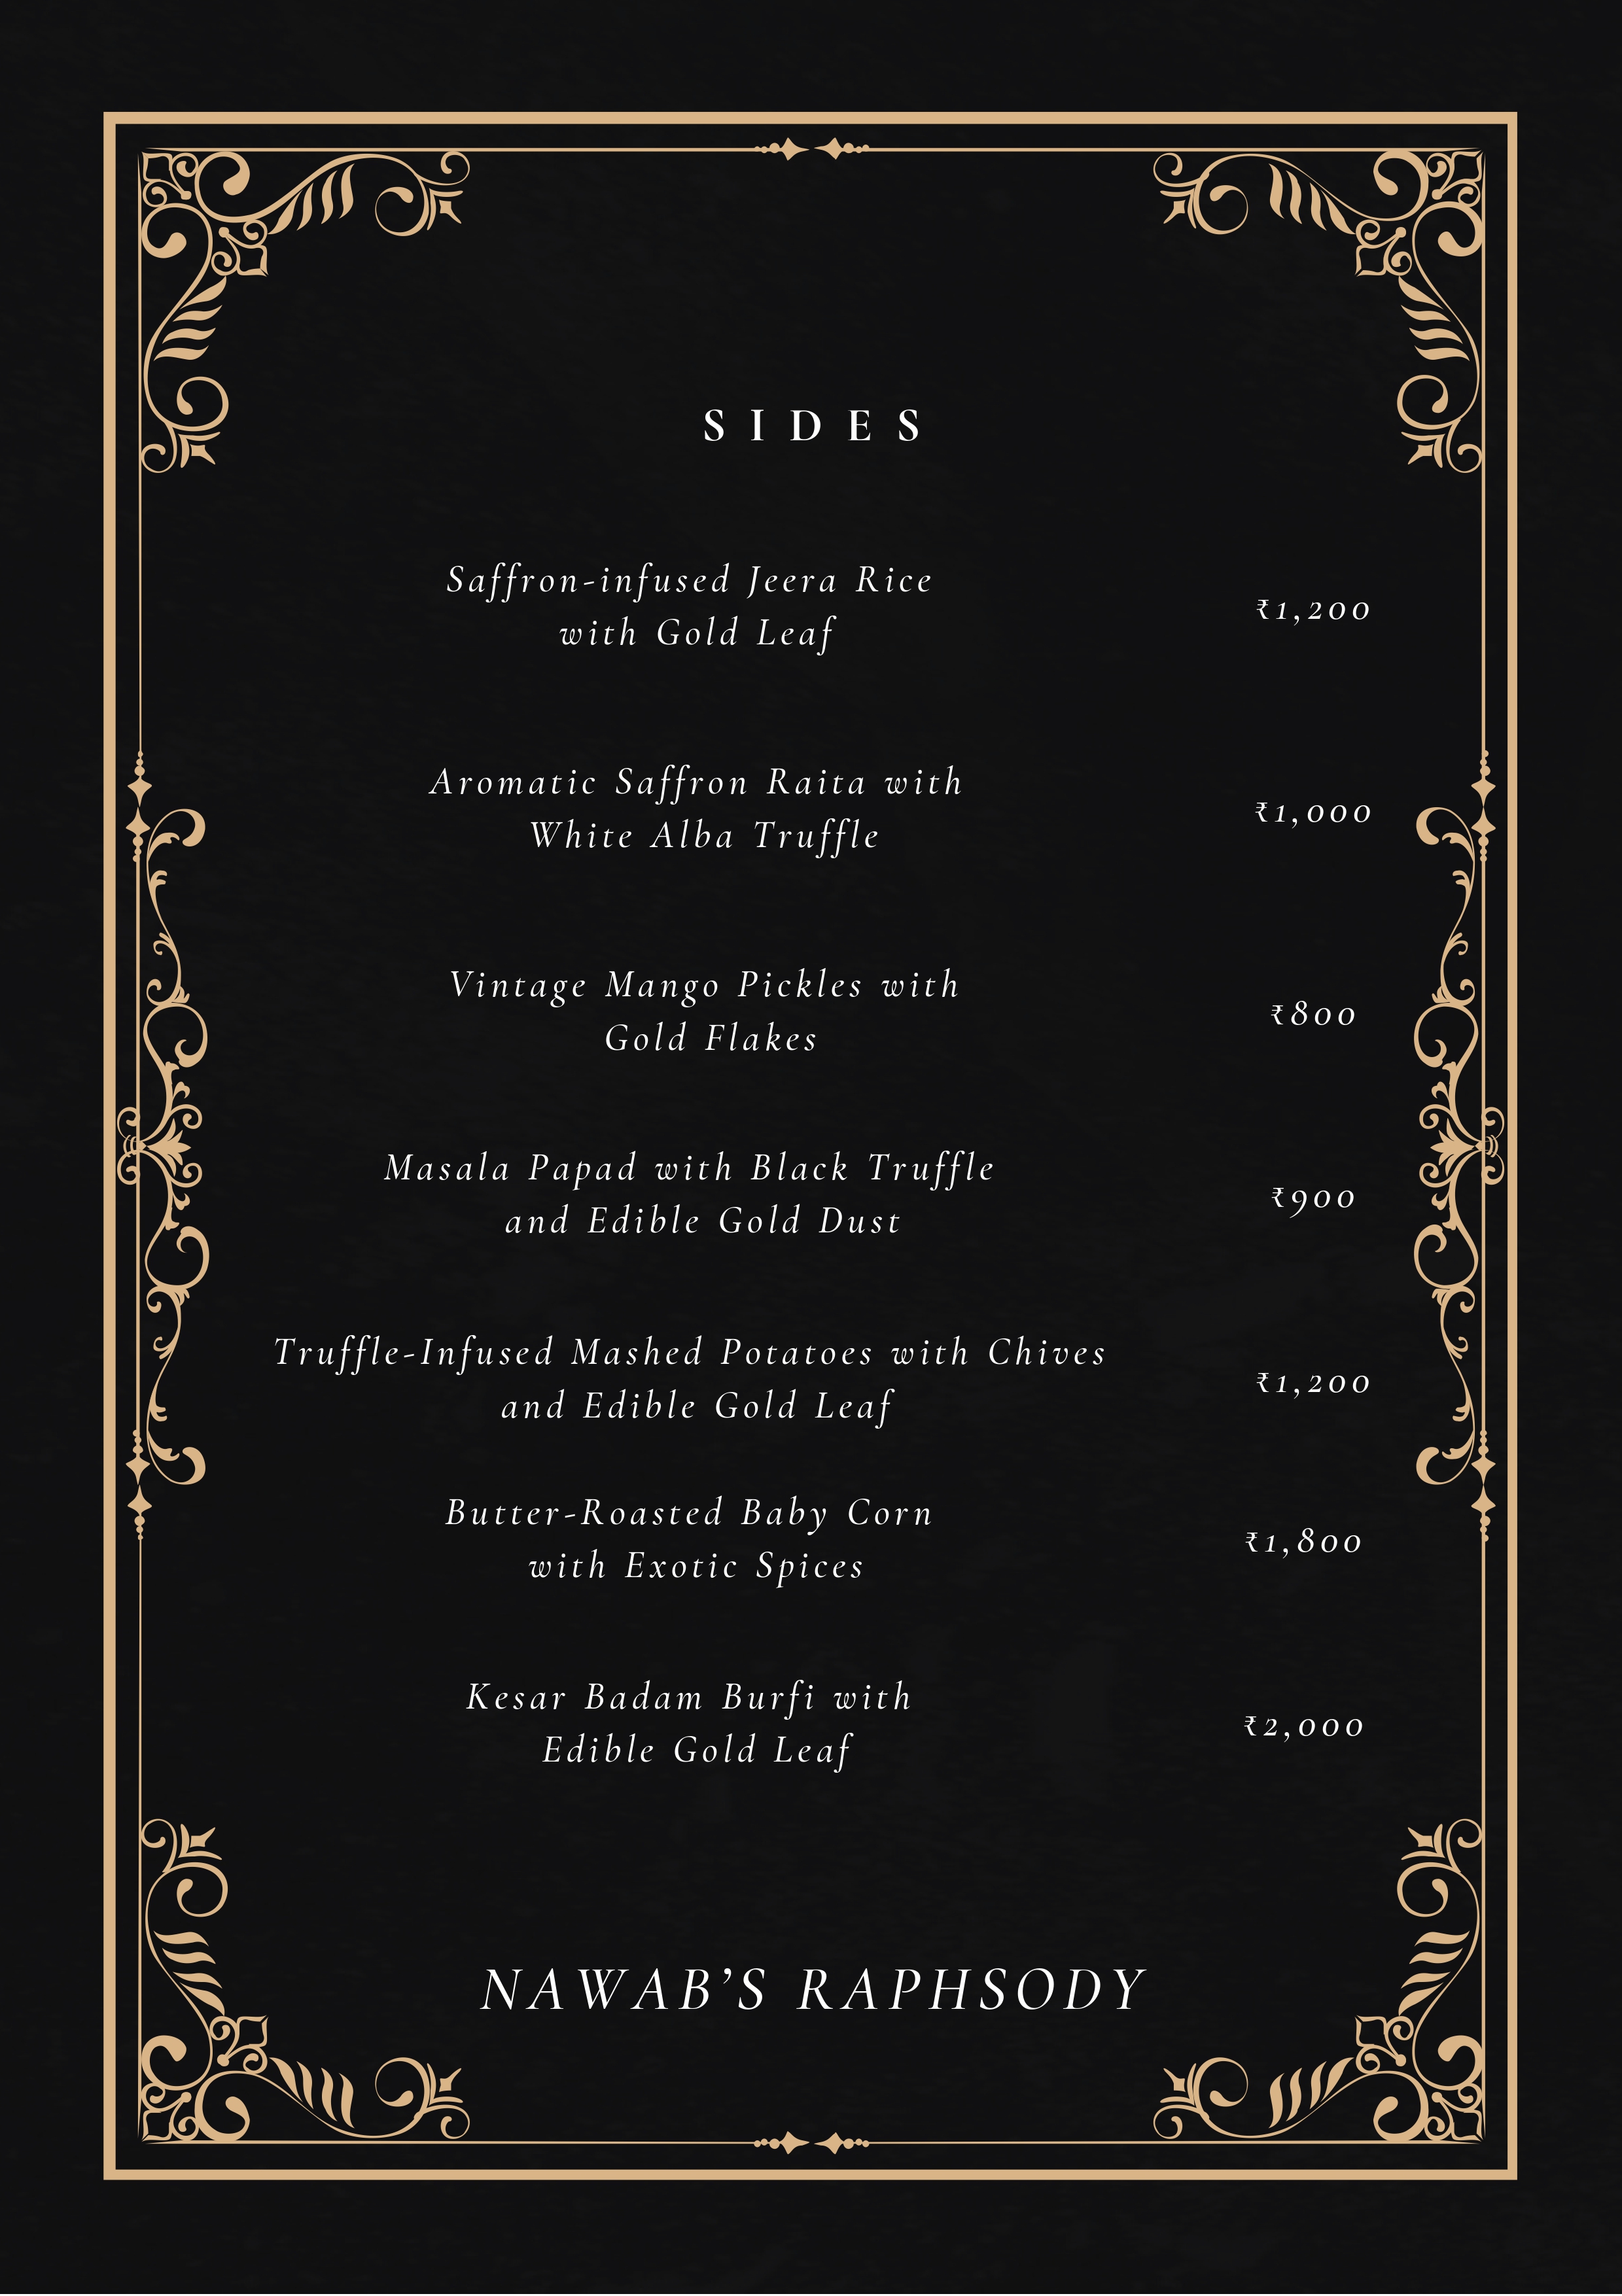 SIDES
Saffron-infused Jeera Rice
with Gold Leaf
₹1,200
Aromatic Saffron Raita with
White Alba Truffle
₹1,000
Vintage Mango Pickles with
Gold Flakes
₹800
Masala Papad with Black Truffle
and Edible Gold Dust
₹900
Truffle-Infused Mashed Potatoes with Chives
and Edible Gold Leaf
₹1,200
Butter-Roasted Baby Corn
with Exotic Spices
₹1,800
Kesar Badam Burfi with
Edible Gold Leaf
₹2,000
NAWAB’S RAPHSODY